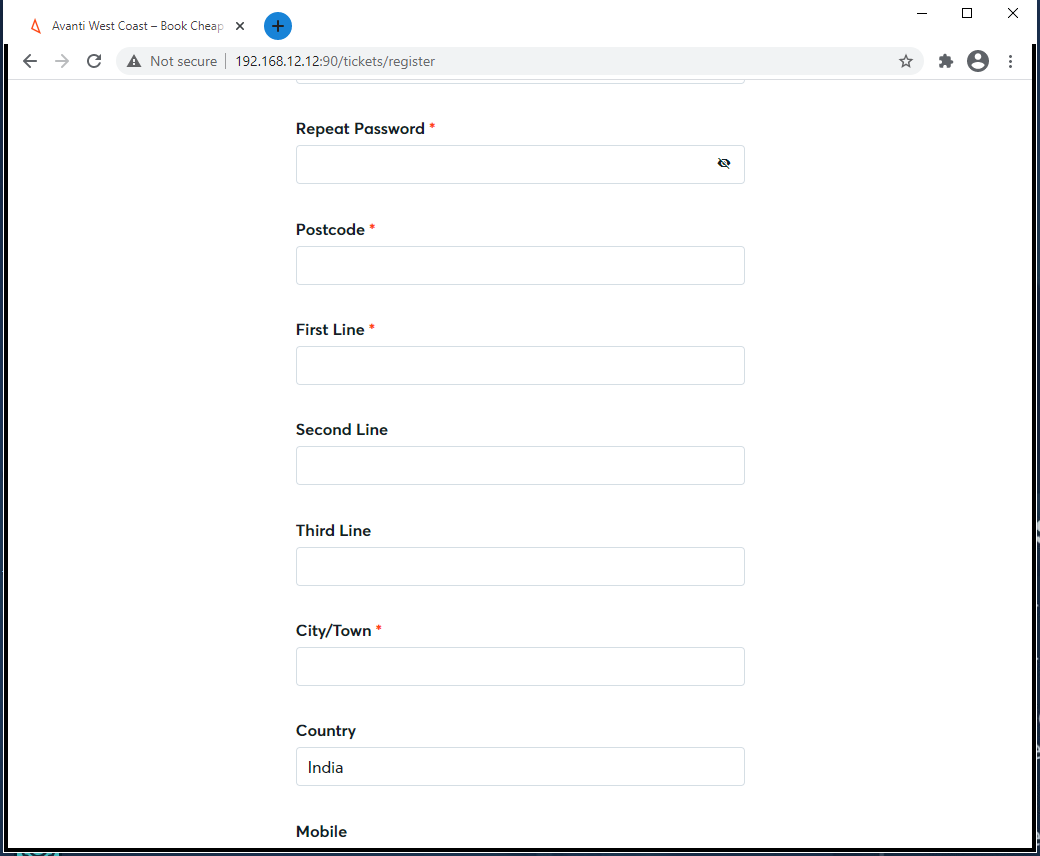 Avanti West Coast – Book Cheap
Not secure
192.168.12.12:90/tickets/register
Repeat Password *
Postcode *
First Line *
Second Line
Third Line
City/Town *
Country
India
Mobile